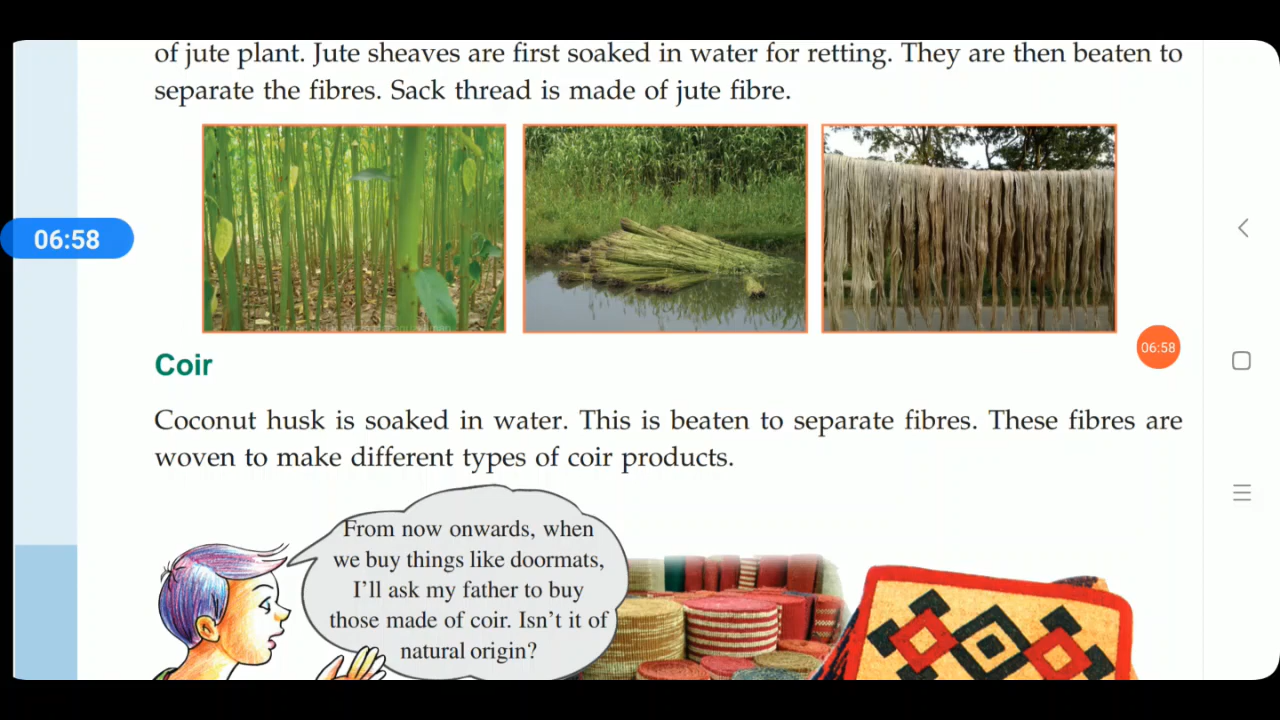 of jute plant. Jute sheaves are first soaked in water for retting. They are then beaten to
separate the fibres. Sack thread is made of jute fibre.
06:58
06:58
Coir
Coconut husk is soaked in water. This is beaten to separate fibres. These fibres are
woven to make different types of coir products.
From now onwards, when
we buy things like doormats,
I’ll ask my father to buy
those made of coir. Isn’t it of
natural origin?